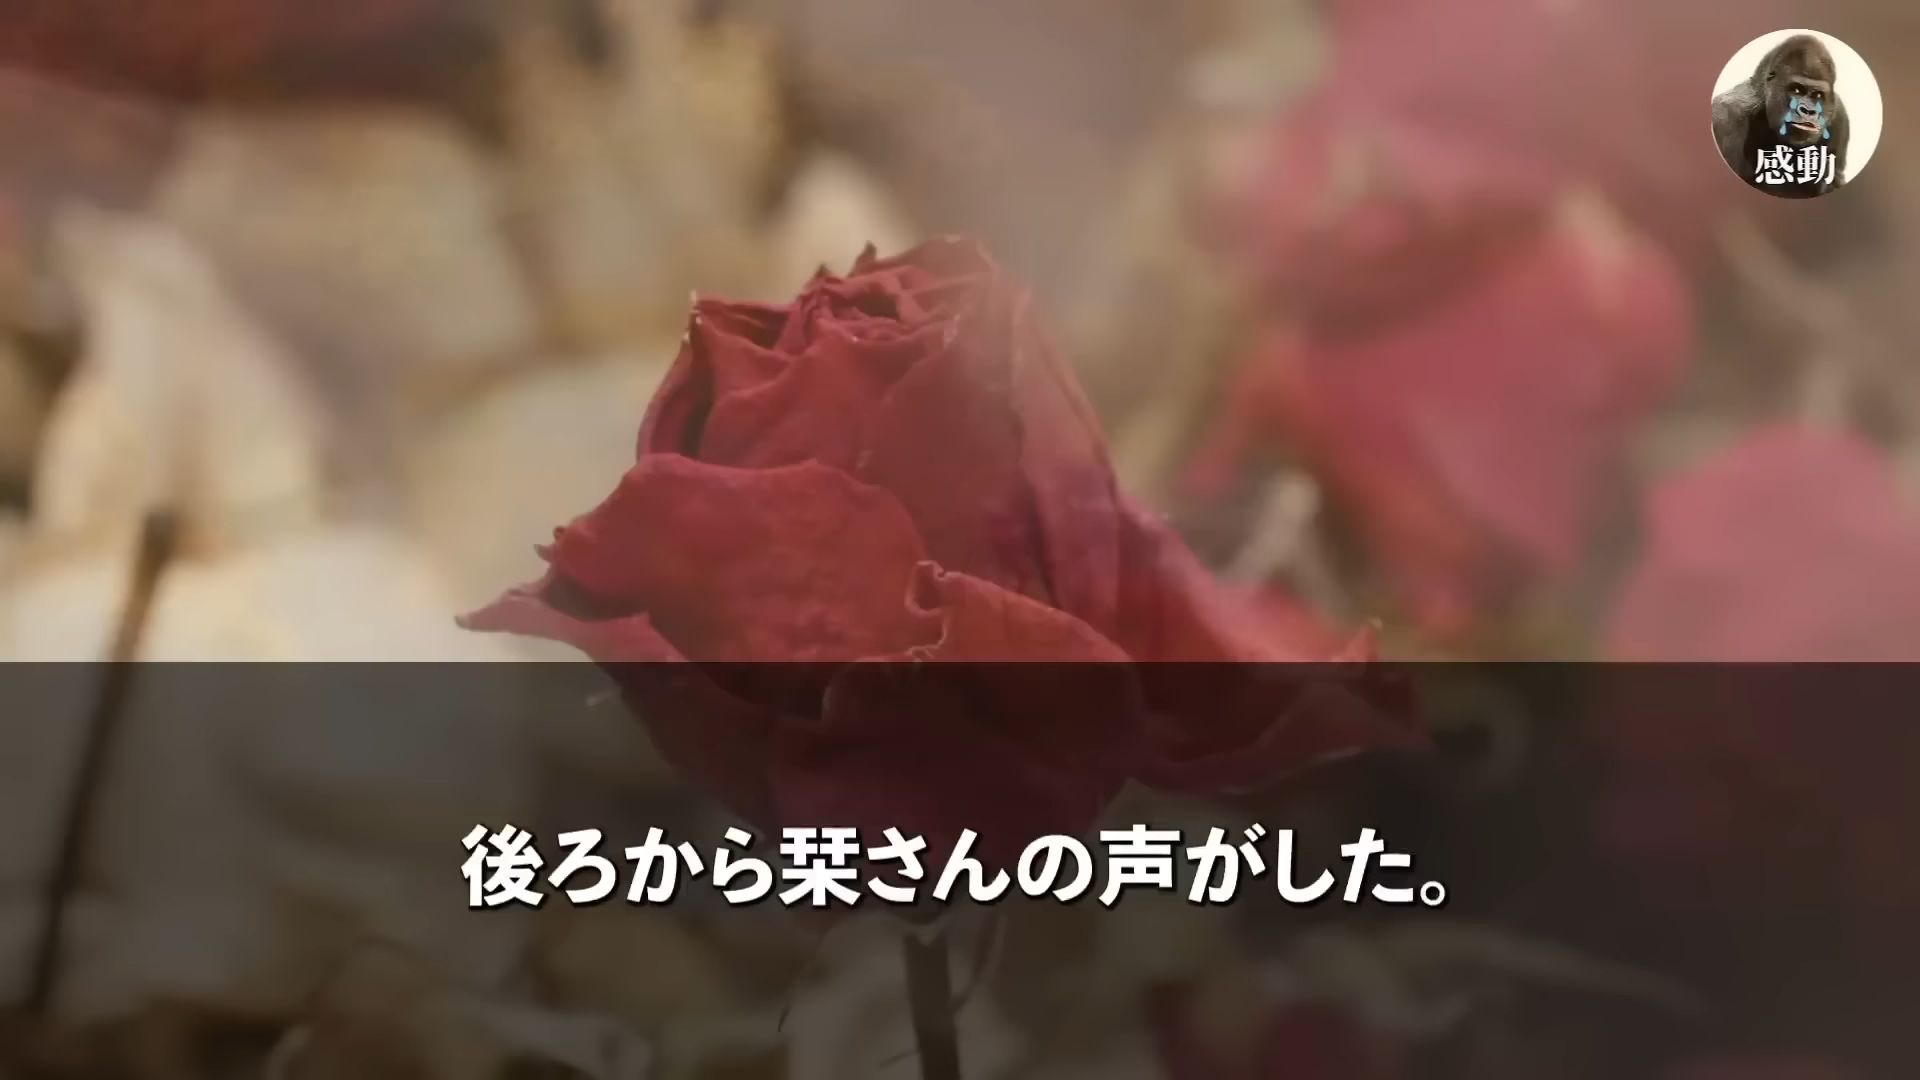 感動
後ろから栞さんの声がした。